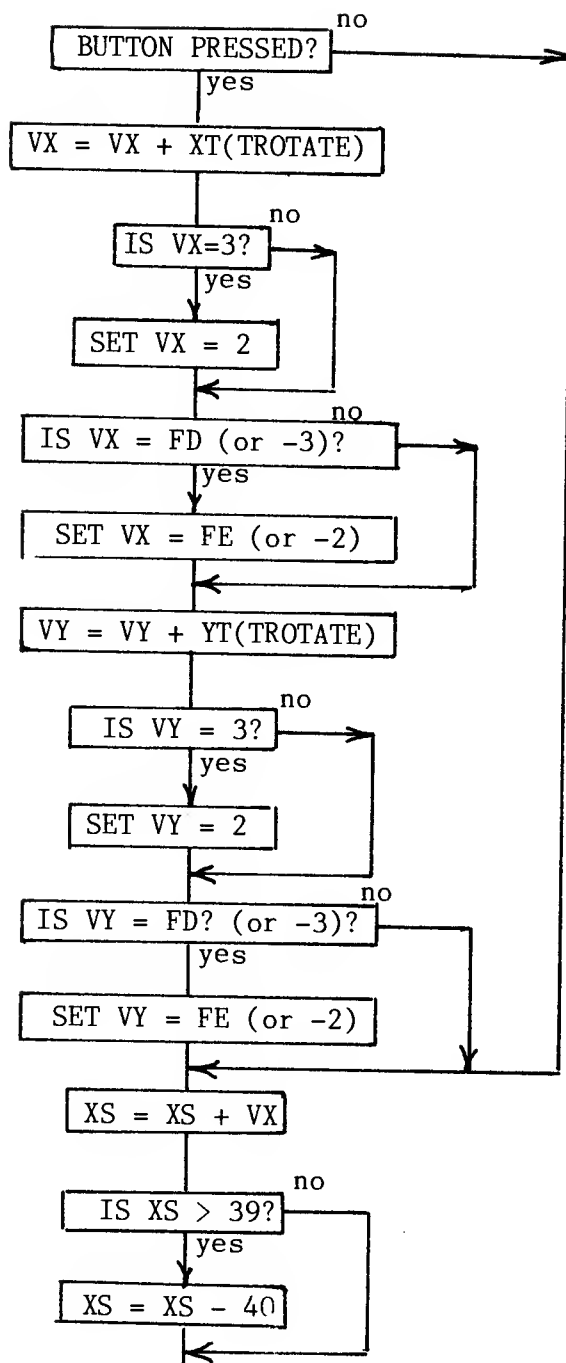 no
BUTTON PRESSED?
yes
VX = VX + XT(TROTATE)
no
IS VX=3?
yes
SET VX = 2
no
IS VX = FD (or -3)?
yes
SET VX = FE (or -2)
VY = VY + YT(TROTATE)
no
IS VY = 3?
yes
SET VY = 2
no
IS VY = FD? (or -3)?
yes
SET VY = FE (or -2)
XS = XS + VX
no
IS XS > 39?
yes
XS = XS - 40